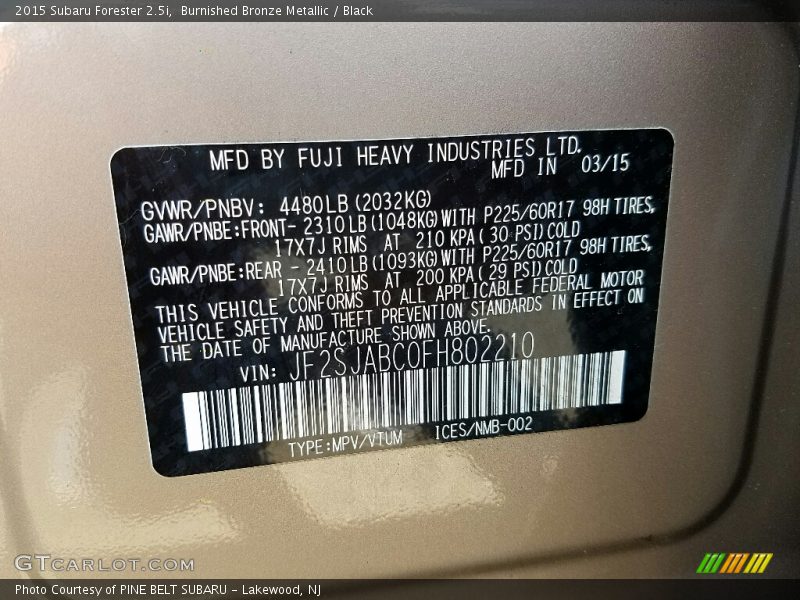 2015 Subaru Forester 2.5i,  Burnished Bronze Metallic / Black
MFD BY FUJI HEAVY INDUSTRIES LTD.
MFD IN 03/15
GVWR/PNBV: 4480LB (2032KG)
GAWR/PNBE:FRONT- 2310LB (1048KG) WITH P225/60R17 98H TIRES,
17X7J RIMS AT 210 KPA( 30 PSI) COLD
GAWR/PNBE:REAR - 2410LB (1093KG) WITH P225/60R17 98H TIRES,
17X7J RIMS AT 200 KPA( 29 PSI) COLD
THIS VEHICLE CONFORMS TO ALL APPLICABLE FEDERAL MOTOR
VEHICLE SAFETY AND THEFT PREVENTION STANDARDS IN EFFECT ON
THE DATE OF MANUFACTURE SHOWN ABOVE.
VIN: JF2SJABC0FH802210
TYPE:MPV/VTUM ICES/NMB-002
GTCARLOT.COM
Photo Courtesy of PINE BELT SUBARU - Lakewood, NJ